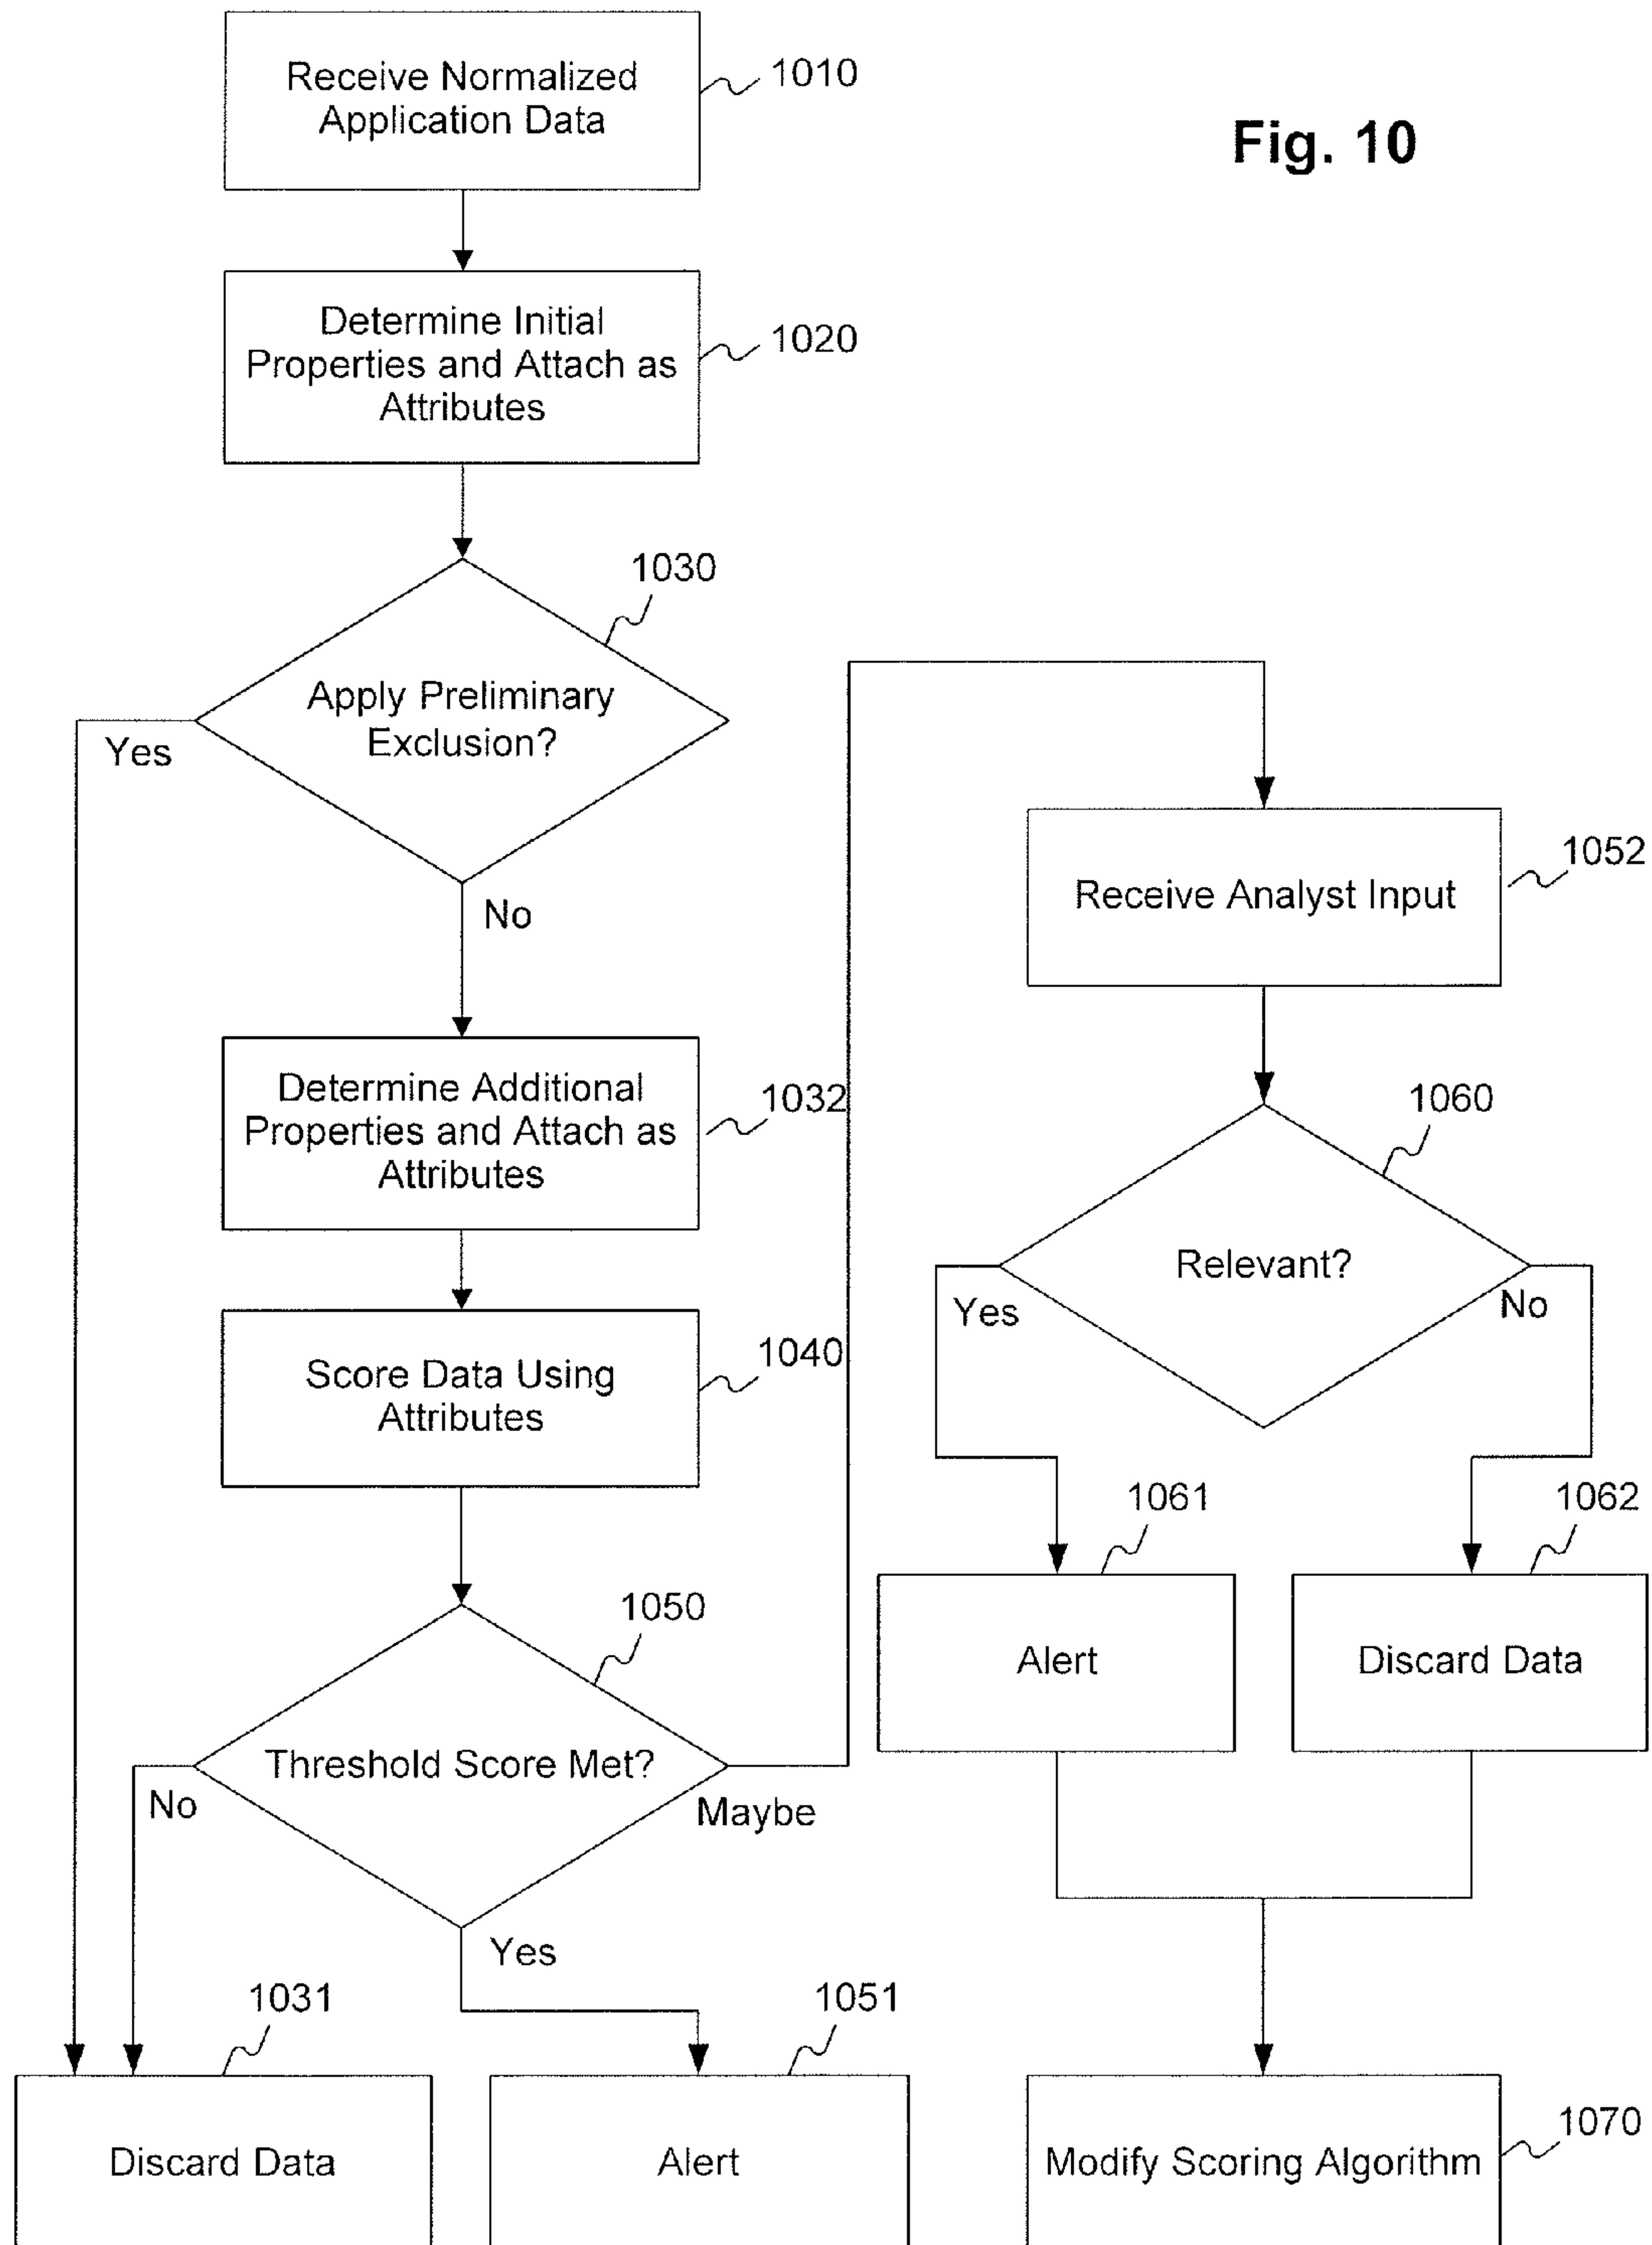 Fig. 10
Receive Normalized
Application Data
1010
Determine Initial
Properties and Attach as
Attributes
1020
1030
Apply Preliminary
Exclusion?
Yes
No
Determine Additional
Properties and Attach as
Attributes
1032
Score Data Using
Attributes
1040
1050
Threshold Score Met?
No
Maybe
Yes
1031
Discard Data
1051
Alert
Receive Analyst Input
1052
1060
Relevant?
Yes
No
1061
Alert
1062
Discard Data
Modify Scoring Algorithm
1070